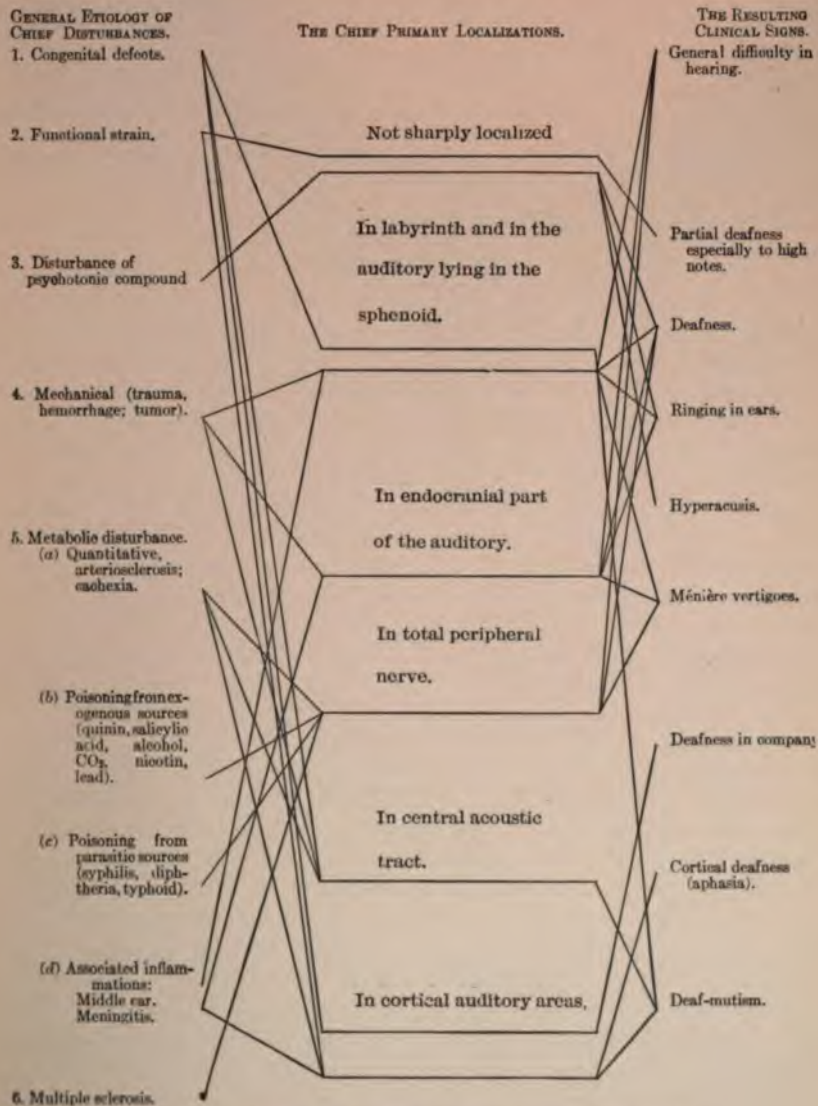 GENERAL ETIOLOGY OF
CHIEF DISTURBANCES.
THE CHIEF PRIMARY LOCALIZATIONS.
THE RESULTING
CLINICAL SIGNS.
1. Congenital defects.
2. Functional strain.
3. Disturbance of
psychotonic compound
4. Mechanical (trauma,
hemorrhage; tumor).
5. Metabolic disturbance.
(a) Quantitative,
arteriosclerosis;
cachexia.
(b) Poisoning from ex-
ogenous sources
(quinin, salicylic
acid, alcohol,
CO₂, nicotin,
lead).
(c) Poisoning from
parasitic sources
(syphilis, diph-
theria, typhoid).
(d) Associated inflam-
mations:
Middle ear.
Meningitis.
6. Multiple sclerosis.
Not sharply localized
In labyrinth and in the
auditory lying in the
sphenoid.
In endocranial part
of the auditory.
In total peripheral
nerve.
In central acoustic
tract.
In cortical auditory areas.
General difficulty in
hearing.
Partial deafness
especially to high
notes.
Deafness.
Ringing in ears.
Hyperacusis.
Ménière vertigoes.
Deafness in company
Cortical deafness
(aphasia).
Deaf-mutism.